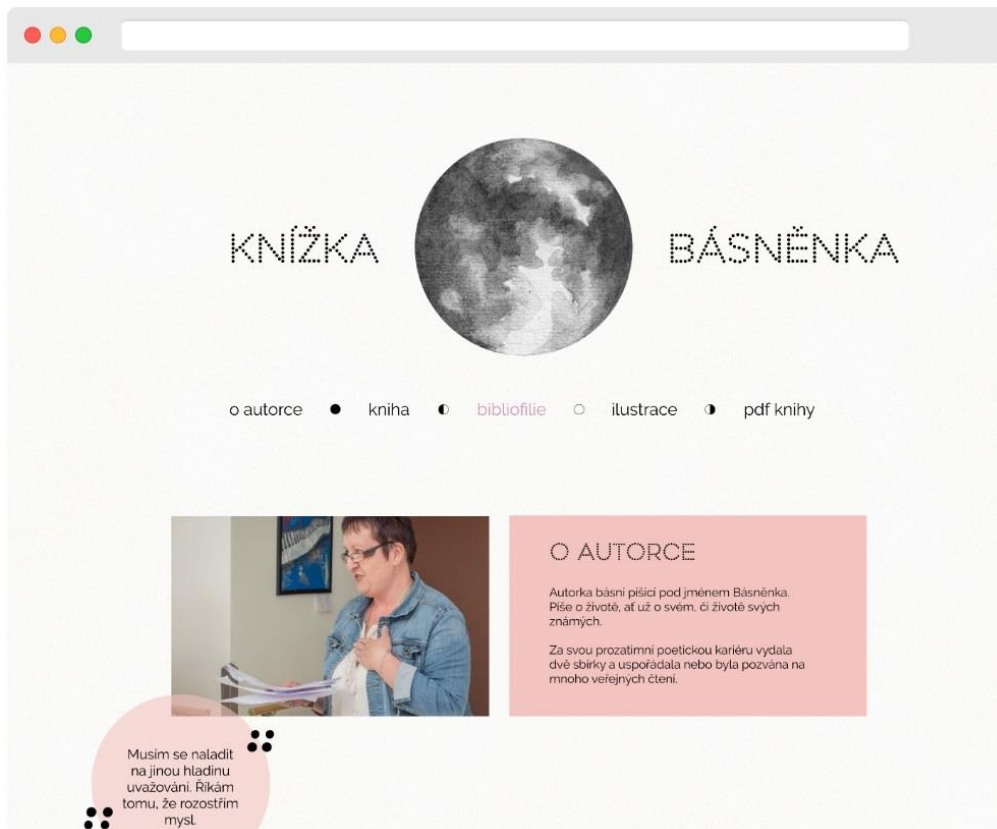 KNÍŽKA BÁSNĚNKA
o autorce kniha bibliofilie ilustrace pdf knihy
O AUTORCE
Autorka básní píšící pod jménem Básněnka.
Píše o životě, ať už o svém, či životě svých
známých.
Za svou prozatímní poetickou kariéru vydala
dvě sbírky a uspořádala nebo byla pozvána na
mnoho veřejných čtení.
Musím se naladit
na jinou hladinu
uvažování. Říkám
tomu, že rozostřím
mysl.